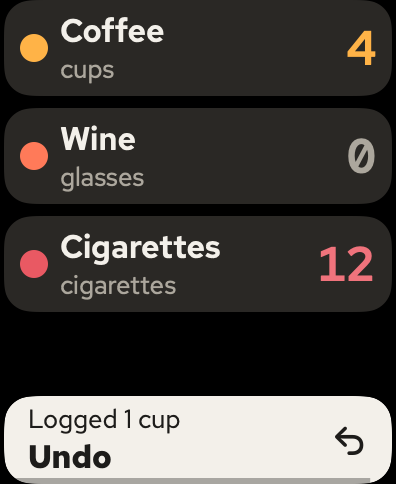 Coffee
4
cups
Wine
0
glasses
Cigarettes
12
cigarettes
Logged 1 cup
Undo